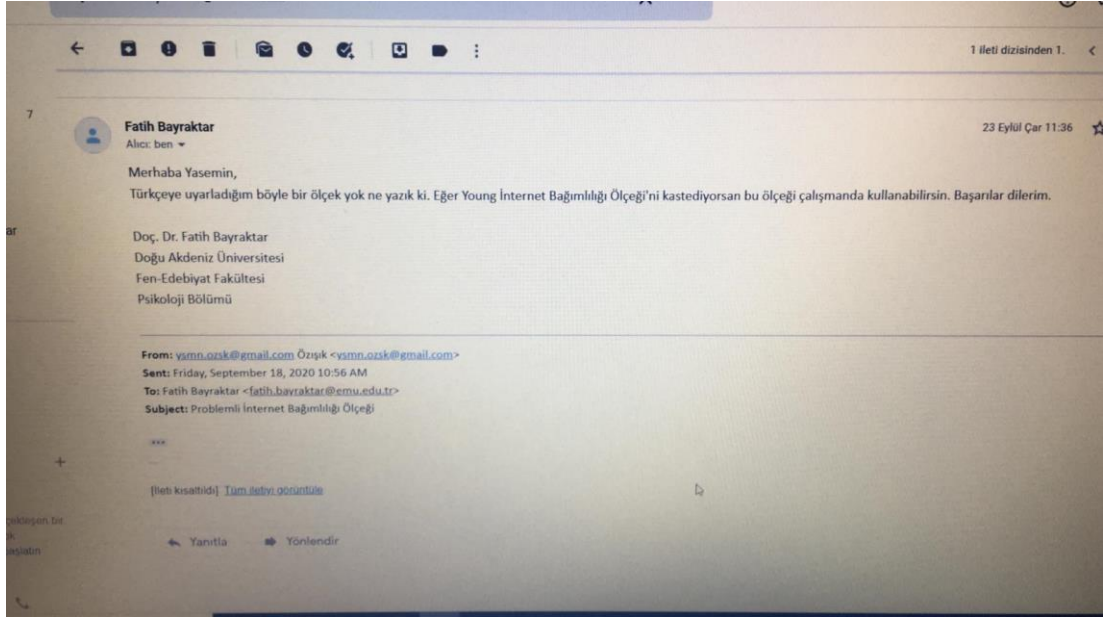 1 ileti dizisinden 1.
7
Fatih Bayraktar
23 Eylül Çar 11:36
Alıcı: ben
Merhaba Yasemin,
Türkçeye uyarladığım böyle bir ölçek yok ne yazık ki. Eğer Young İnternet Bağımlılığı Ölçeği'ni kastediyorsan bu ölçeği çalışmanda kullanabilirsin. Başarılar dilerim.
ar
Doç. Dr. Fatih Bayraktar
Doğu Akdeniz Üniversitesi
Fen-Edebiyat Fakültesi
Psikoloji Bölümü
From: ysmn.ozsk@gmail.com Özışık <ysmn.ozsk@gmail.com>
Sent: Friday, September 18, 2020 10:56 AM
To: Fatih Bayraktar <fatih.bayraktar@emu.edu.tr>
Subject: Problemli İnternet Bağımlılığı Ölçeği
[İleti kısaltıldı] Tüm iletiyi görüntüle
Yanıtla Yönlendir